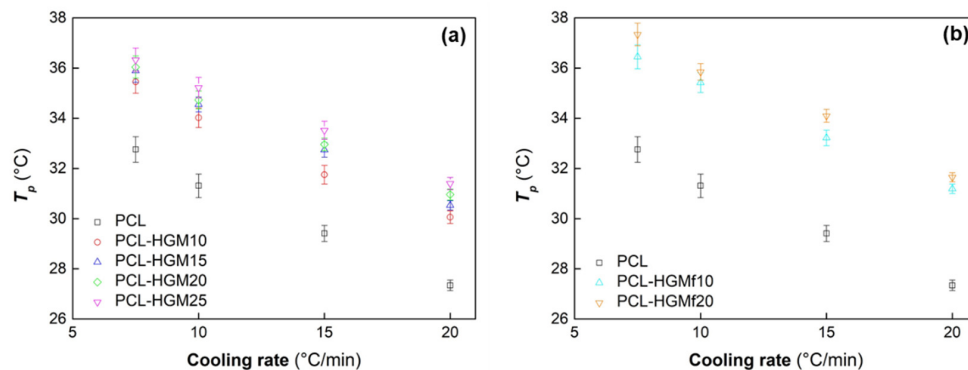 38
36
34
32
30
28
26
T_p (°C)
(a)
PCL
PCL-HGM10
PCL-HGM15
PCL-HGM20
PCL-HGM25
5
10
15
20
Cooling rate (°C/min)
38
36
34
32
30
28
26
T_p (°C)
(b)
PCL
PCL-HGMf10
PCL-HGMf20
5
10
15
20
Cooling rate (°C/min)